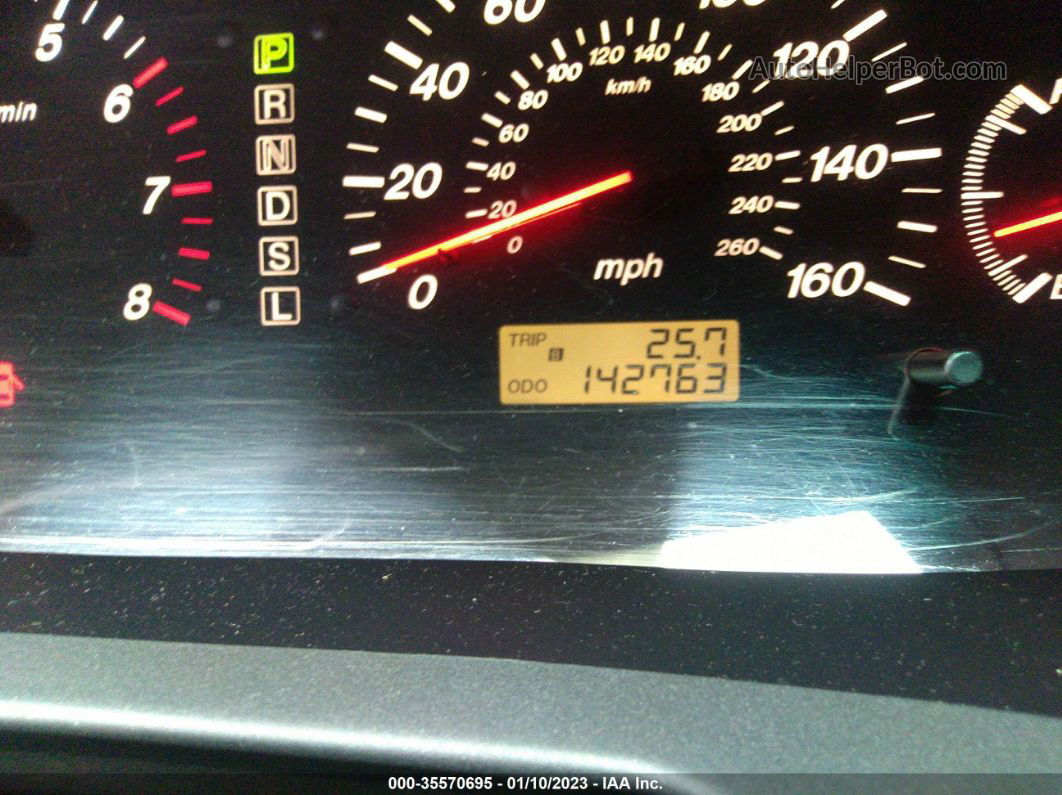 5
6
7
8
min
P
R
N
D
S
L
0
20
40
60
120
140
160
mph
0
20
40
60
80
100
120
140
160
180
200
220
240
260
km/h
TRIP B 25.7
ODO 142763
AutoHelperBot.com
000-35570695 - 01/10/2023 - IAA Inc.